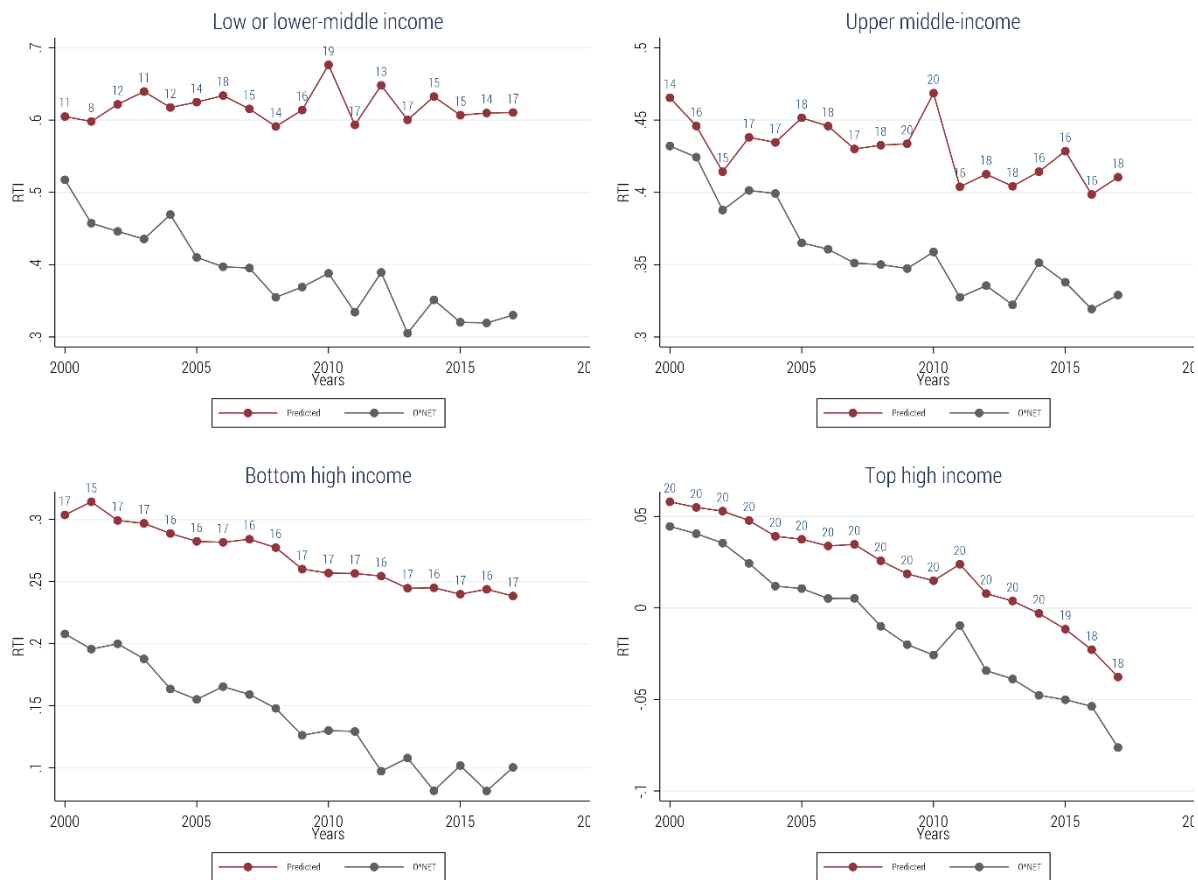 Low or lower-middle income
RTI
.7
.6
.5
.4
.3
11 8 12 11 12 14 18 15 14 16 19 17 13 17 15 15 14 17
2000 2005 2010 2015 20
Years
Predicted O*NET
Upper middle-income
RTI
.5
.45
.4
.35
.3
14 16 15 17 17 18 18 17 18 20 20 16 18 18 16 16 16 18
2000 2005 2010 2015 20
Years
Predicted O*NET
Bottom high income
RTI
.3
.25
.2
.15
.1
17 15 17 17 16 16 17 16 16 17 17 17 16 17 16 17 16 17
2000 2005 2010 2015 20
Years
Predicted O*NET
Top high income
RTI
.05
0
-.05
-.1
20 20 20 20 20 20 20 20 20 20 20 20 20 20 20 19 18 18
2000 2005 2010 2015 20
Years
Predicted O*NET